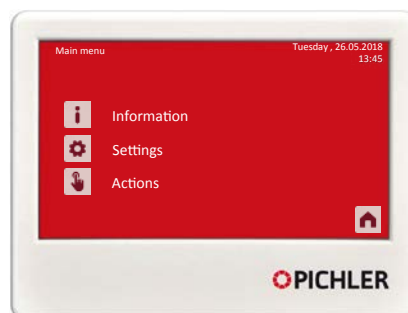 Main menu
Tuesday , 26.05.2018
13:45
Information
Settings
Actions
PICHLER